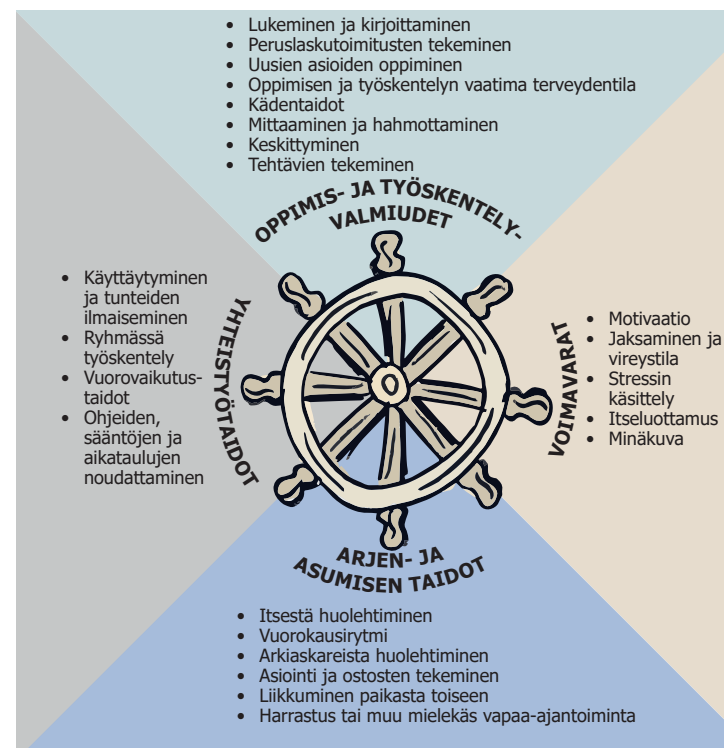 • Lukeminen ja kirjoittaminen
• Peruslaskutoimitusten tekeminen
• Uusien asioiden oppiminen
• Oppimisen ja työskentelyn vaatima terveydentila
• Kädentaidot
• Mittaaminen ja hahmottaminen
• Keskittyminen
• Tehtävien tekeminen
OPPIMIS- JA TYÖSKENTELY-
VALMIUDET
• Käyttäytyminen
ja tunteiden
ilmaiseminen
• Ryhmässä
työskentely
• Vuorovaikutus-
taidot
• Ohjeiden,
sääntöjen ja
aikataulujen
noudattaminen
YHTEISTYÖTAIDOT
VOIMAVARAT
• Motivaatio
• Jaksaminen ja
vireystila
• Stressin
käsittely
• Itseluottamus
• Minäkuva
ARJEN- JA
ASUMISEN TAIDOT
• Itsestä huolehtiminen
• Vuorokausirytmi
• Arkiaskareista huolehtiminen
• Asiointi ja ostosten tekeminen
• Liikkuminen paikasta toiseen
• Harrastus tai muu mielekäs vapaa-ajantoiminta